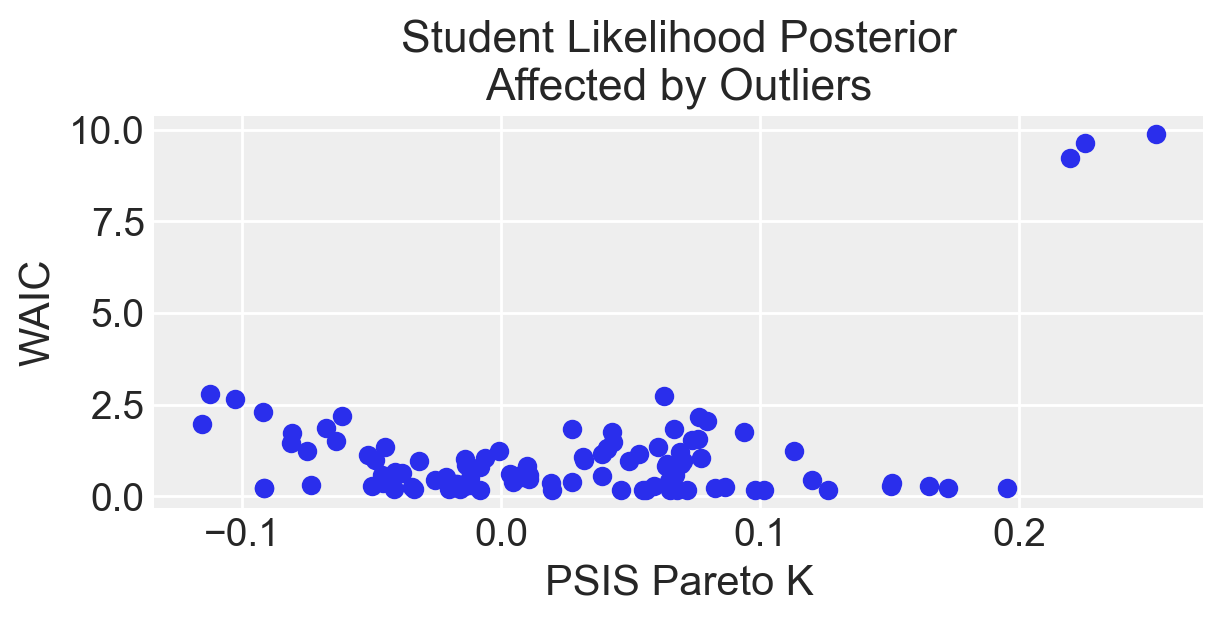 Student Likelihood Posterior
Affected by Outliers
10.0
7.5
5.0
2.5
0.0
WAIC
−0.1
0.0
0.1
0.2
PSIS Pareto K